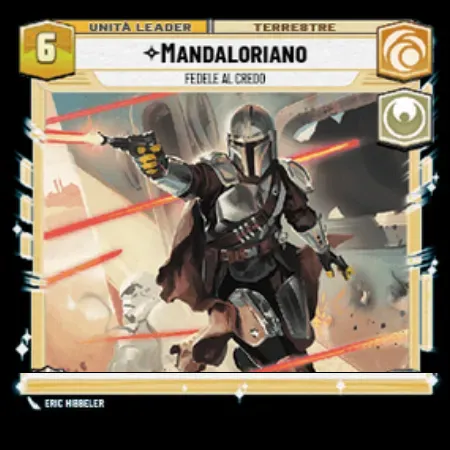 UNITÀ LEADER
TERRESTRE
6
MANDALORIANO
FEDELE AL CREDO
ERIC HIBBELER